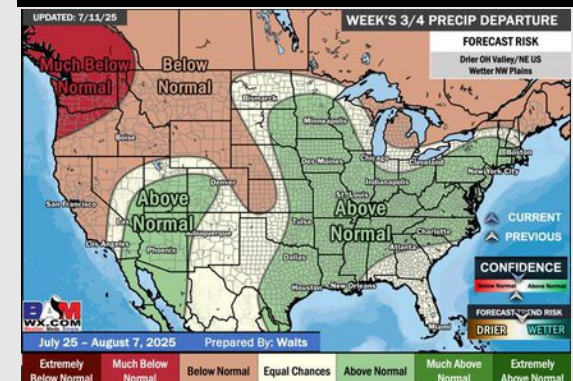 UPDATED: 7/11/25
WEEK'S 3/4 PRECIP DEPARTURE
FORECAST RISK
Drier OH Valley/NE US
Wetter NW Plains
Much Below
Normal
Below
Normal
Bismarck
Minneapolis
Boise
Boston
Chicago
Cleveland
Des Moines
New York City
Denver
Indianapolis
San Francisco
Above
Normal
St. Louis
Above
Normal
CURRENT
PREVIOUS
Tulsa
Charlotte
Los Angeles
Albuquerque
Phoenix
Atlanta
Dallas
CONFIDENCE
Below Normal
Above Normal
Houston
New Orleans
FORECAST TREND RISK
DRIER
WETTER
Miami
BAM
WX.COM
July 25 – August 7, 2025
Prepared By: Walts
Extremely
Below Normal
Much Below
Normal
Below Normal
Equal Chances
Above Normal
Much Above
Normal
Extremely
Above Normal